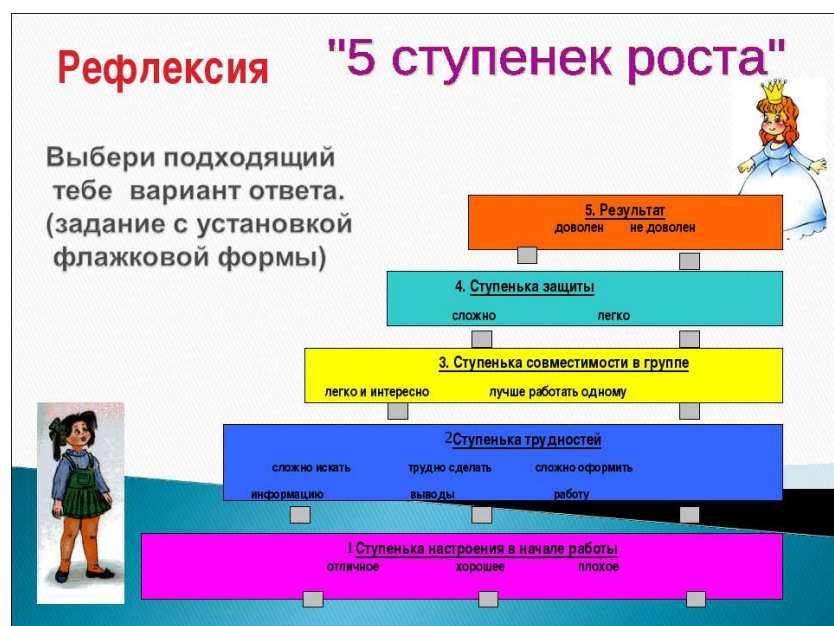 Рефлексия "5 ступенек роста"
Выбери подходящий
тебе вариант ответа.
(задание с установкой
флажковой формы)
5. Результат
доволен не доволен
4. Ступенька защиты
сложно легко
3. Ступенька совместимости в группе
легко и интересно лучше работать одному
2Ступенька трудностей
сложно искать трудно сделать сложно оформить
информацию выводы работу
1 Ступенька настроения в начале работы
отличное хорошее плохое